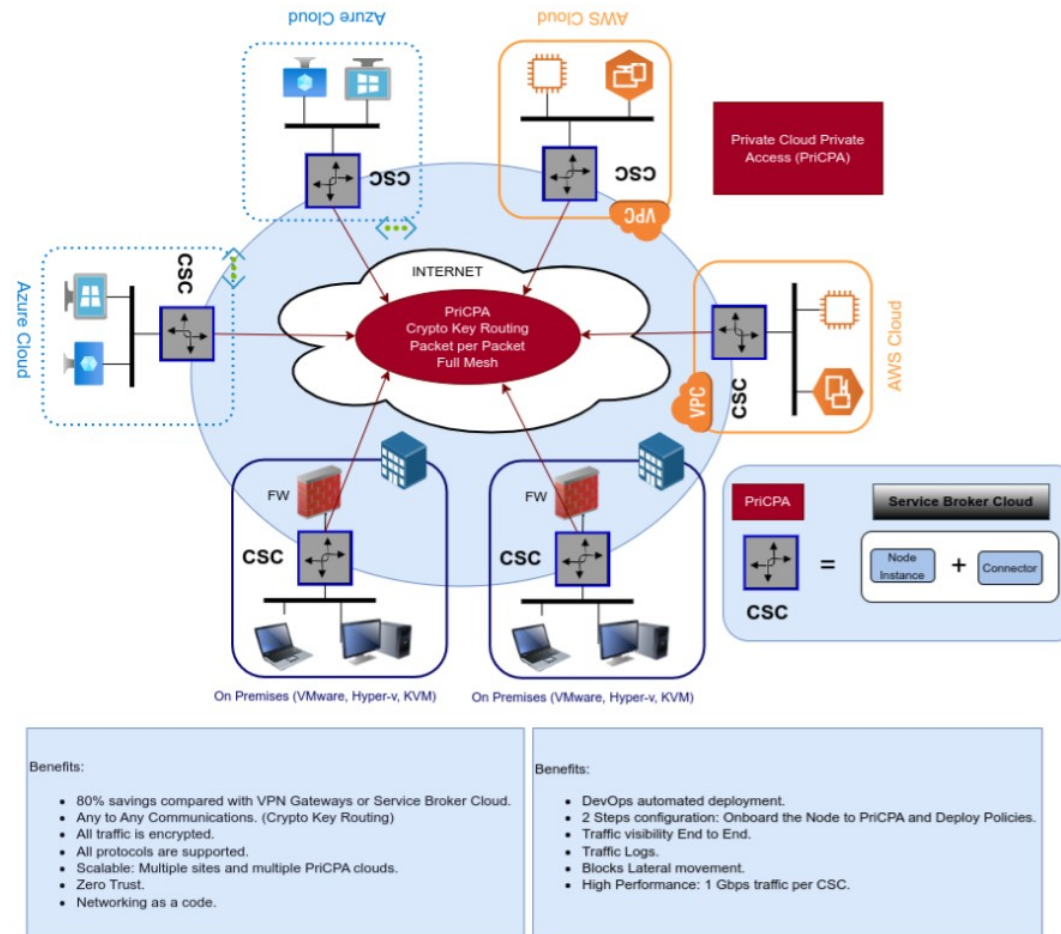 Azure Cloud
AWS Cloud
CSC
CSC
VPC
Private Cloud Private
Access (PriCPA)
INTERNET
PriCPA
Crypto Key Routing
Packet per Packet
Full Mesh
Azure Cloud
CSC
CSC
VPC
AWS Cloud
FW
CSC
FW
CSC
On Premises (VMware, Hyper-v, KVM)
On Premises (VMware, Hyper-v, KVM)
PriCPA
Service Broker Cloud
CSC
=
Node
Instance
+
Connector
Benefits:
• 80% savings compared with VPN Gateways or Service Broker Cloud.
• Any to Any Communications. (Crypto Key Routing)
• All traffic is encrypted.
• All protocols are supported.
• Scalable: Multiple sites and multiple PriCPA clouds.
• Zero Trust.
• Networking as a code.
Benefits:
• DevOps automated deployment.
• 2 Steps configuration: Onboard the Node to PriCPA and Deploy Policies.
• Traffic visibility End to End.
• Traffic Logs.
• Blocks Lateral movement.
• High Performance: 1 Gbps traffic per CSC.